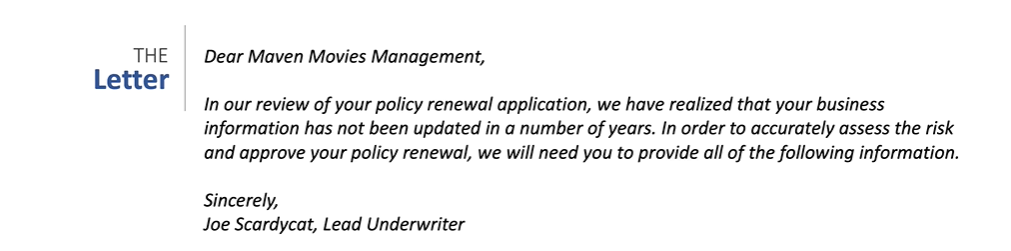 THE
Letter
Dear Maven Movies Management,
In our review of your policy renewal application, we have realized that your business
information has not been updated in a number of years. In order to accurately assess the risk
and approve your policy renewal, we will need you to provide all of the following information.
Sincerely,
Joe Scardycat, Lead Underwriter